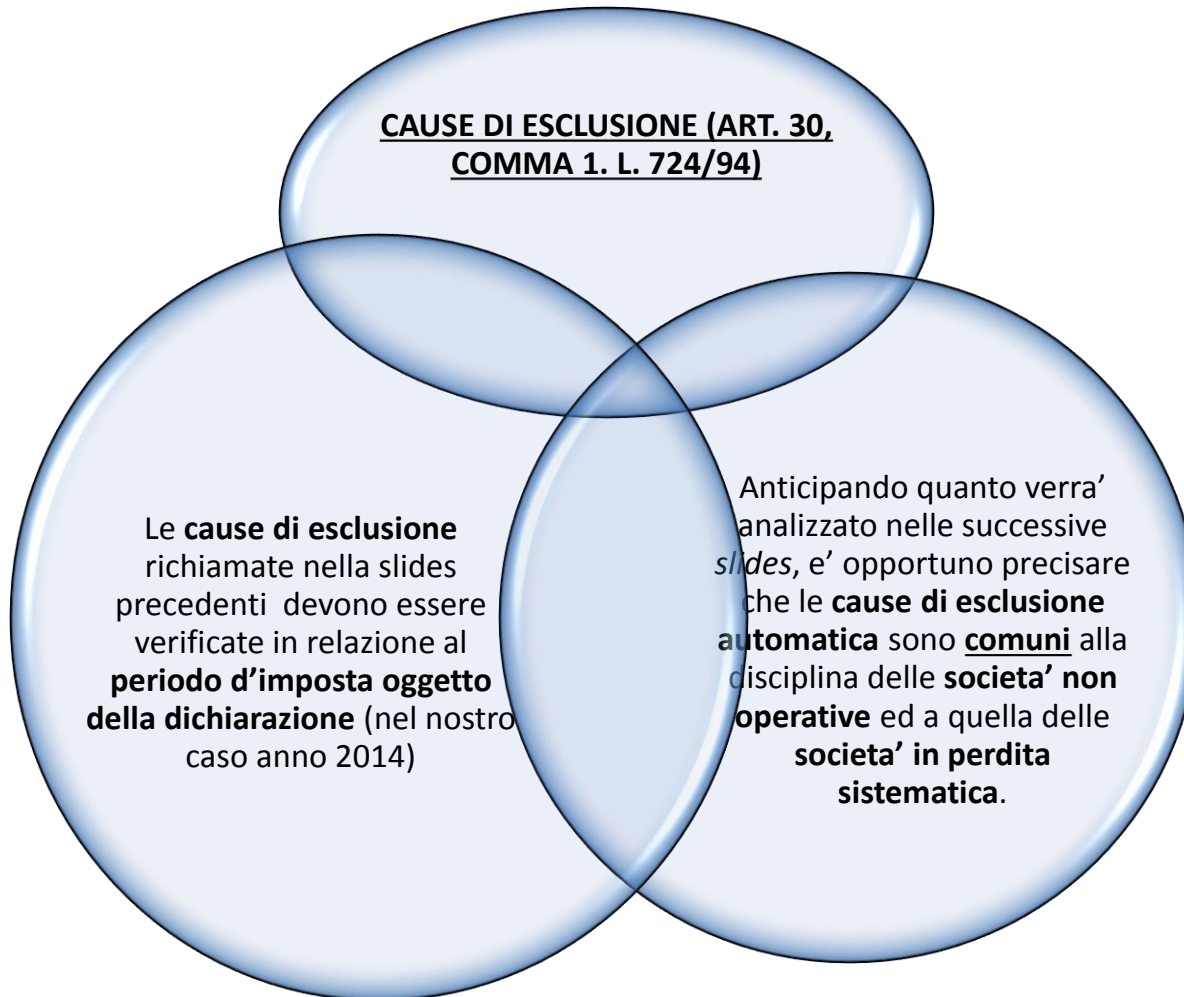 CAUSE DI ESCLUSIONE (ART. 30,
COMMA 1. L. 724/94)
Le cause di esclusione
richiamate nella slides
precedenti devono essere
verificate in relazione al
periodo d'imposta oggetto
della dichiarazione (nel nostro
caso anno 2014)
Anticipando quanto verra'
analizzato nelle successive
slides, e' opportuno precisare
che le cause di esclusione
automatica sono comuni alla
disciplina delle societa' non
operative ed a quella delle
societa' in perdita
sistematica.